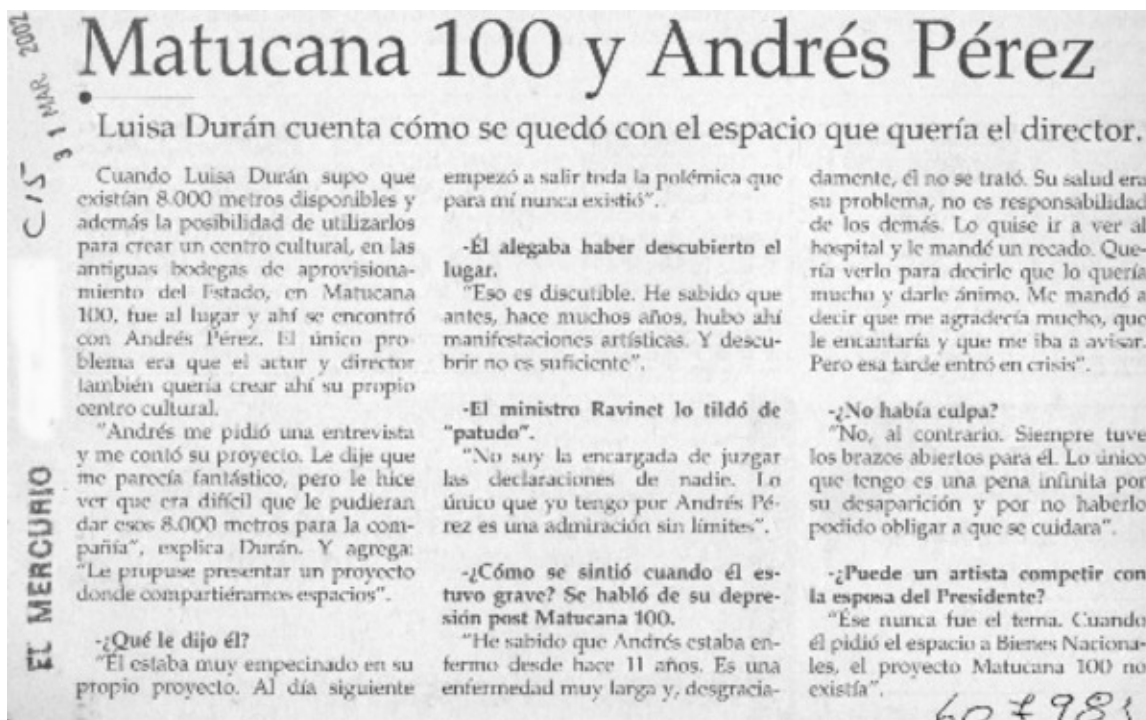 Matucana 100 y Andrés Pérez
Luisa Durán cuenta cómo se quedó con el espacio que quería el director.
Cuando Luisa Durán supo que
existían 8.000 metros disponibles y
además la posibilidad de utilizarlos
para crear un centro cultural, en las
antiguas bodegas de aprovisiona-
miento del Estado, en Matucana
100, fue al lugar y ahí se encontró
con Andrés Pérez. El único pro-
blema era que el actor y director
también quería crear ahí su propio
centro cultural.
"Andrés me pidió una entrevista
y me contó su proyecto. Le dije que
me parecía fantástico, pero le hice
ver que era difícil que le pudieran
dar esos 8.000 metros para la com-
pañía", explica Durán. Y agrega:
"Le propuse presentar un proyecto
donde compartiéramos espacios".
-¿Qué le dijo él?
"Él estaba muy empecinado en su
propio proyecto. Al día siguiente
empezó a salir toda la polémica que
para mí nunca existió".
-Él alegaba haber descubierto el
lugar.
"Eso es discutible. He sabido que
antes, hace muchos años, hubo ahí
manifestaciones artísticas. Y descu-
brir no es suficiente".
-El ministro Ravinet lo tildó de
"patudo".
"No soy la encargada de juzgar
las declaraciones de nadie. Lo
único que yo tengo por Andrés Pé-
rez es una admiración sin límites".
-¿Cómo se sintió cuando él es-
tuvo grave? Se habló de su depre-
sión post Matucana 100.
"He sabido que Andrés estaba en-
fermo desde hace 11 años. Es una
enfermedad muy larga y, desgracia-
damente, él no se trató. Su salud era
su problema, no es responsabilidad
de los demás. Lo quise ir a ver al
hospital y le mandé un recado. Que-
ría verlo para decirle que lo quería
mucho y darle ánimo. Me mandó a
decir que me agradecía mucho, que
le encantaría y que me iba a avisar.
Pero esa tarde entró en crisis".
-¿No había culpa?
"No, al contrario. Siempre tuve
los brazos abiertos para él. Lo único
que tengo es una pena infinita por
su desaparición y por no haberlo
podido obligar a que se cuidara".
-¿Puede un artista competir con
la esposa del Presidente?
"Ése nunca fue el tema. Cuando
él pidió el espacio a Bienes Naciona-
les, el proyecto Matucana 100 no
existía".
EL MERCURIO
C 15
31 MAR 2002